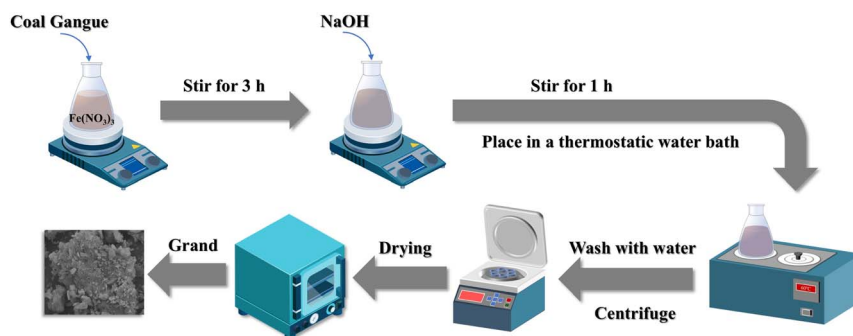 Coal Gangue
NaOH
Stir for 3 h
Stir for 1 h
Fe(NO3)3
Place in a thermostatic water bath
Grand
Drying
Wash with water
Centrifuge